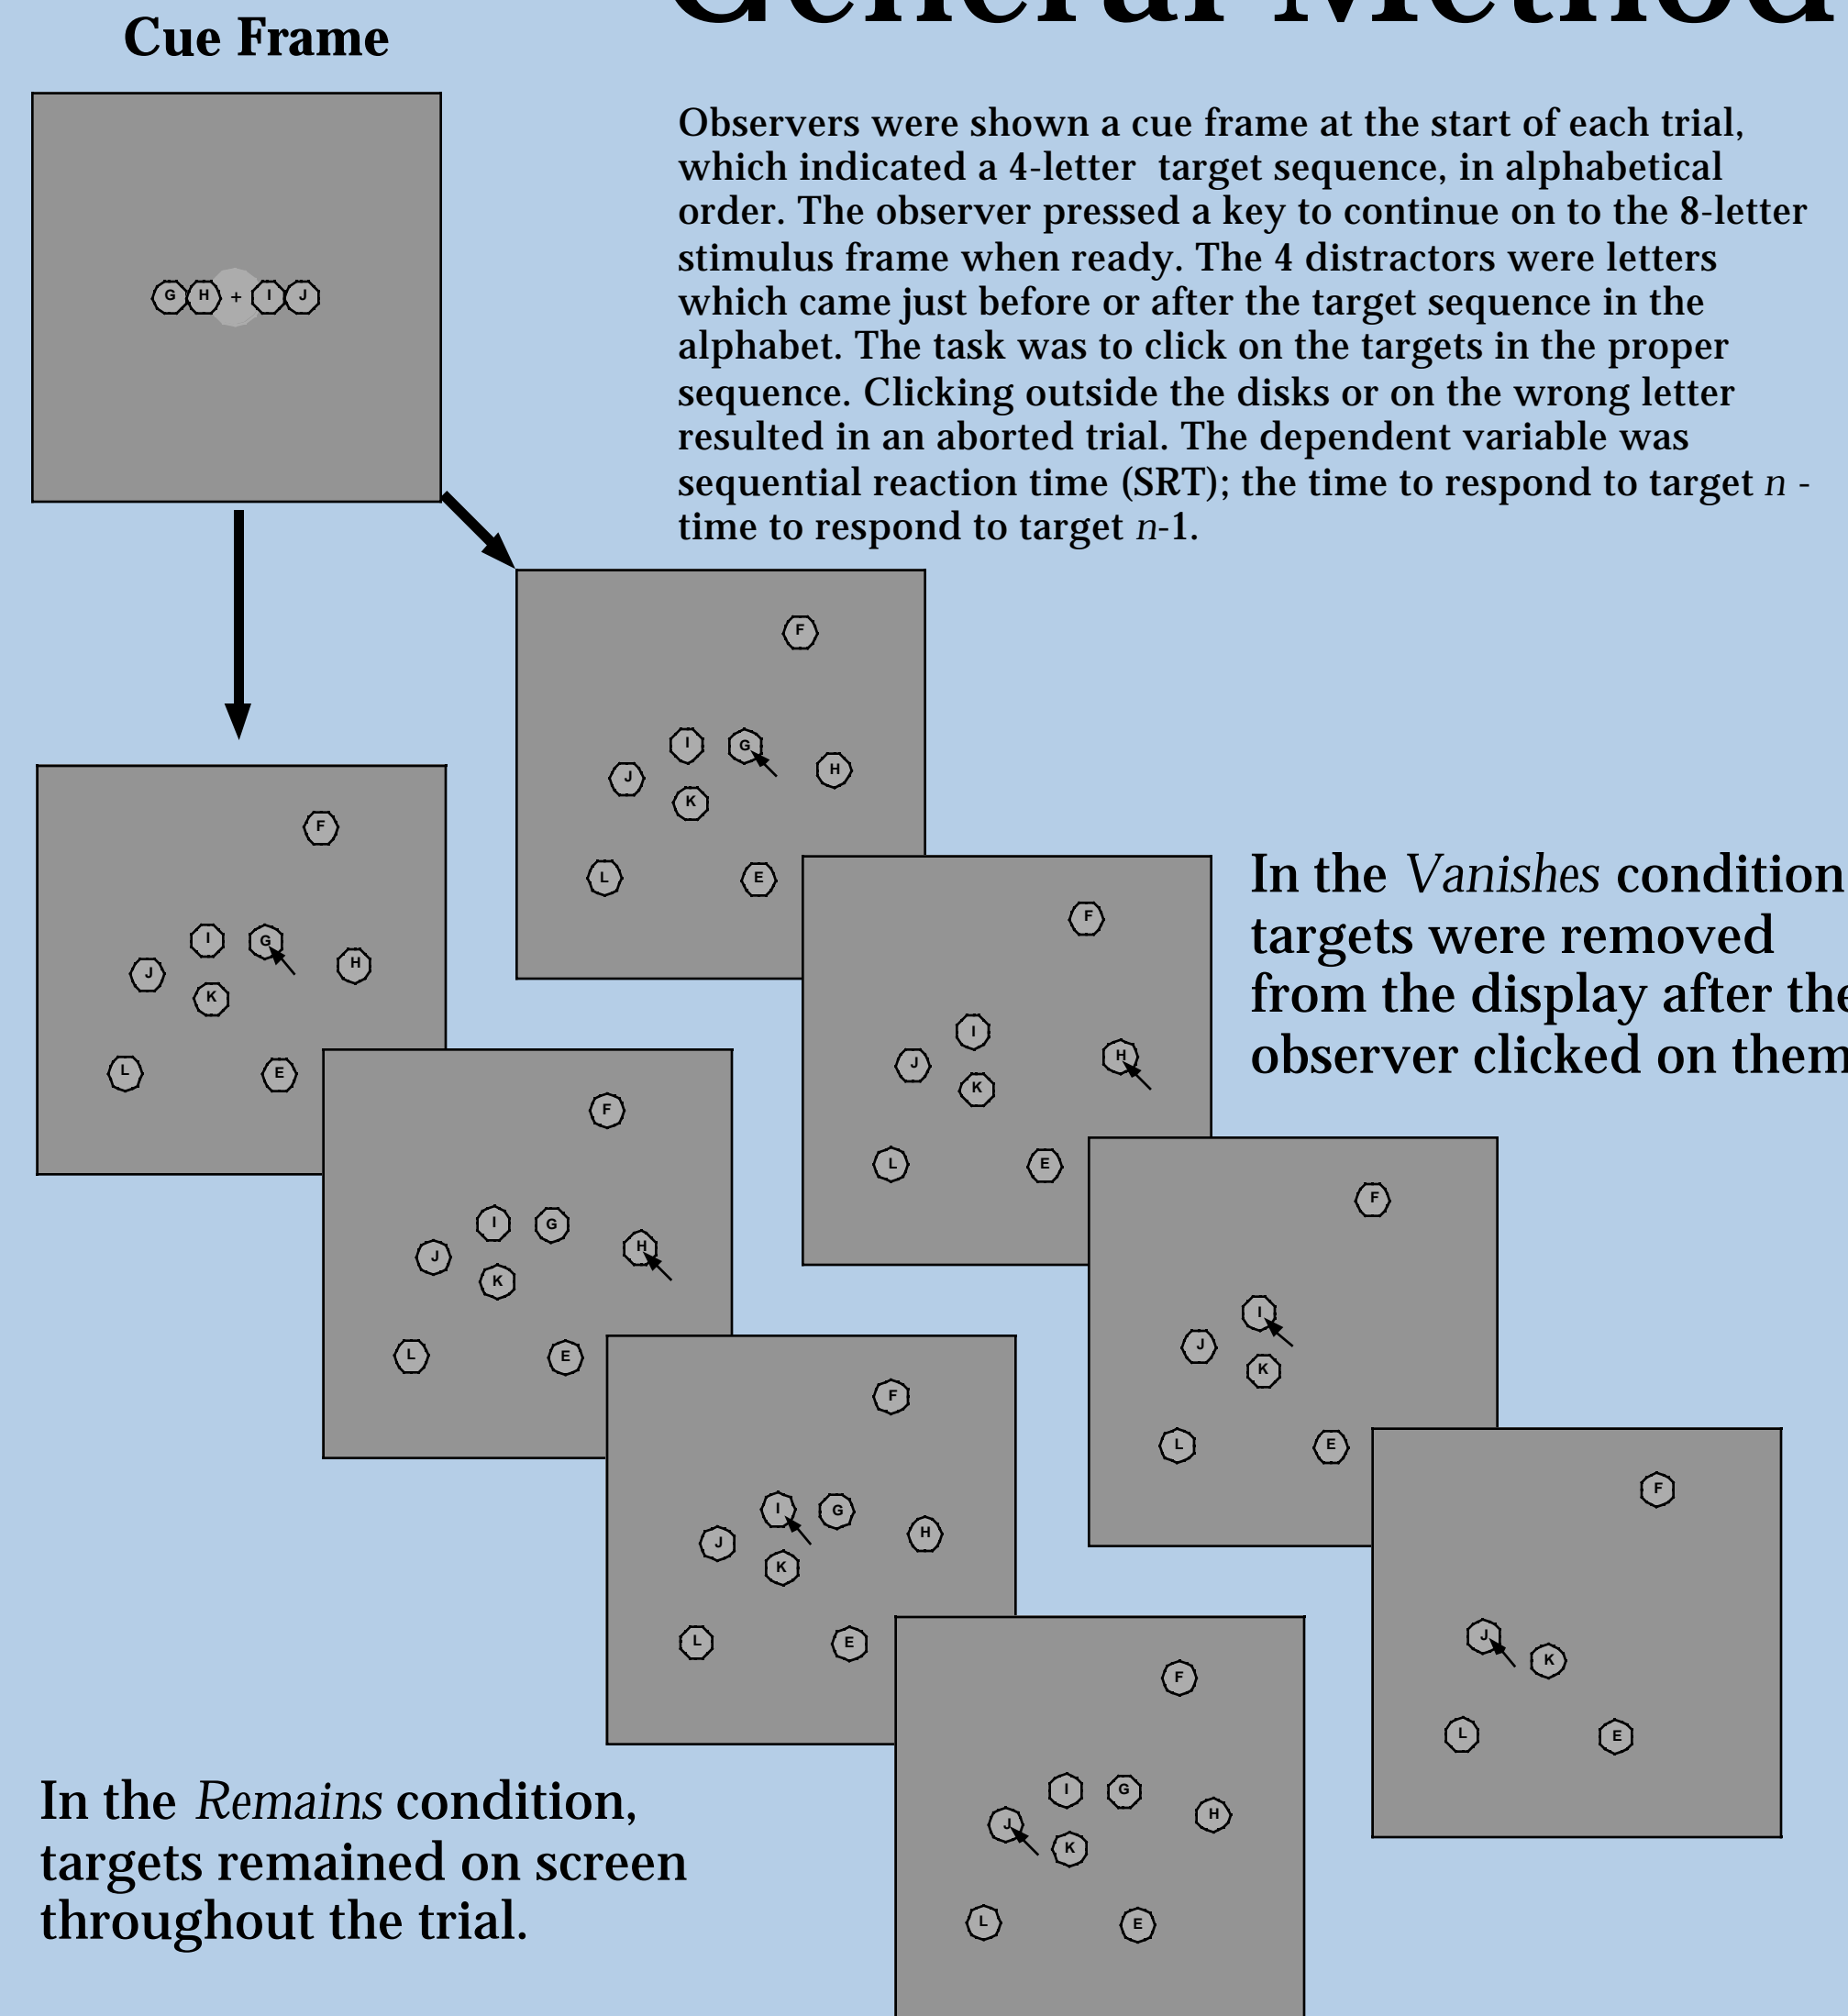 General Method
Cue Frame
G H + I J
Observers were shown a cue frame at the start of each trial,
which indicated a 4-letter target sequence, in alphabetical
order. The observer pressed a key to continue on to the 8-letter
stimulus frame when ready. The 4 distractors were letters
which came just before or after the target sequence in the
alphabet. The task was to click on the targets in the proper
sequence. Clicking outside the disks or on the wrong letter
resulted in an aborted trial. The dependent variable was
sequential reaction time (SRT); the time to respond to target n -
time to respond to target n-1.
F
I G
J H
K
L E
F
I G
J H
K
L E
In the Vanishes condition
targets were removed
from the display after the
observer clicked on them
F
I
J H
K
L E
F
I G
J H
K
L E
F
I
J
K
L E
F
I G
J H
K
L E
F
J
K
L E
F
I G
J H
K
L E
In the Remains condition,
targets remained on screen
throughout the trial.